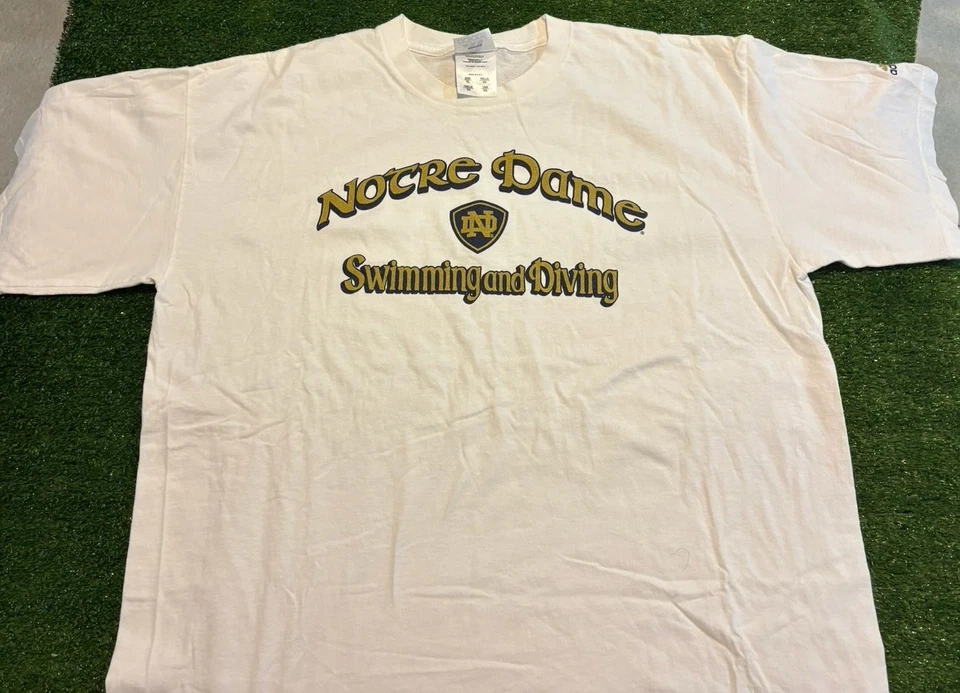 Notre Dame
ND
Swimming and Diving